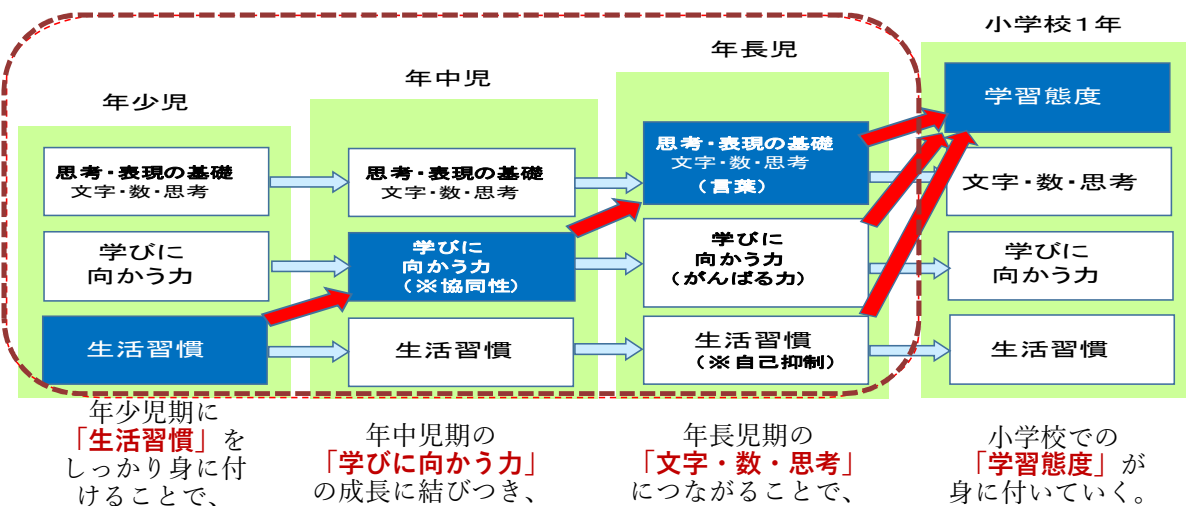 年少児
思考・表現の基礎
文字・数・思考
学びに
向かう力
生活習慣
年中児
思考・表現の基礎
文字・数・思考
学びに
向かう力
(※協同性)
生活習慣
年長児
思考・表現の基礎
文字・数・思考
(言葉)
学びに
向かう力
(がんばる力)
生活習慣
(※自己抑制)
小学校1年
学習態度
文字・数・思考
学びに
向かう力
生活習慣
年少児期に
「生活習慣」を
しっかり身に付
けることで、
年中児期の
「学びに向かう力」
の成長に結びつき、
年長児期の
「文字・数・思考」
につながることで、
小学校での
「学習態度」が
身に付いていく。